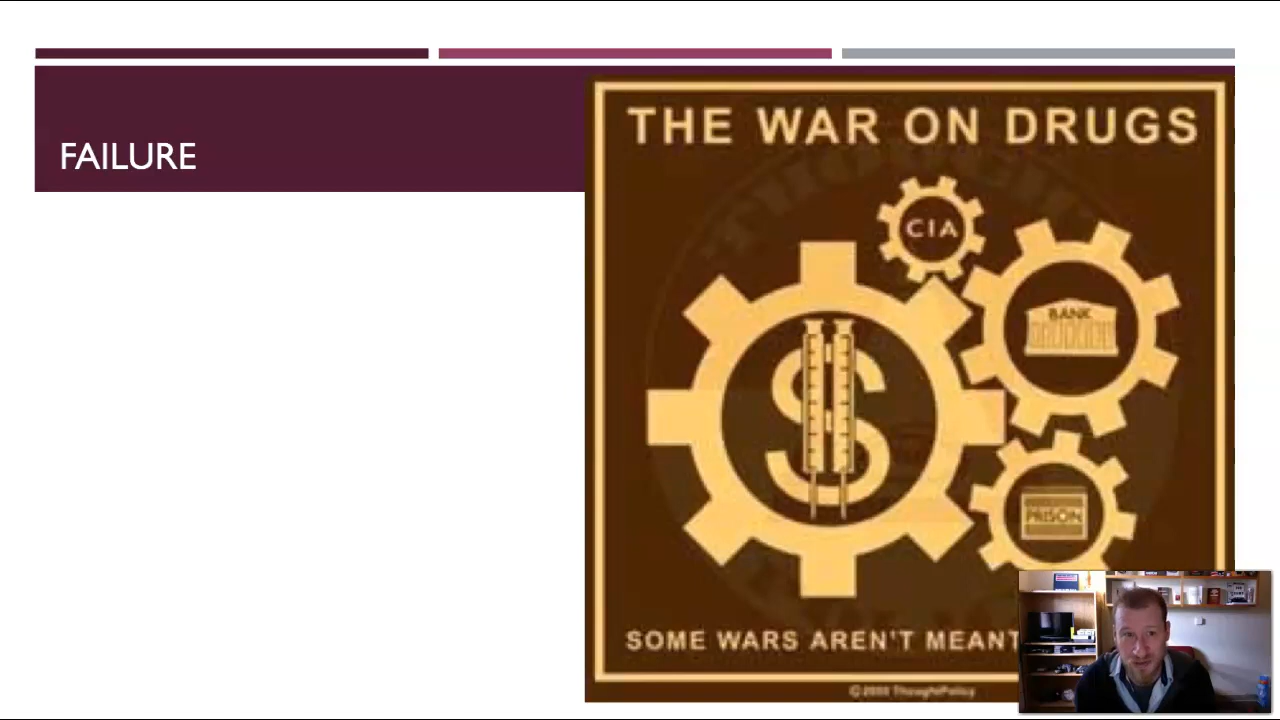 FAILURE
THE WAR ON DRUGS
CIA
BANK
PRISON
SOME WARS AREN'T MEANT